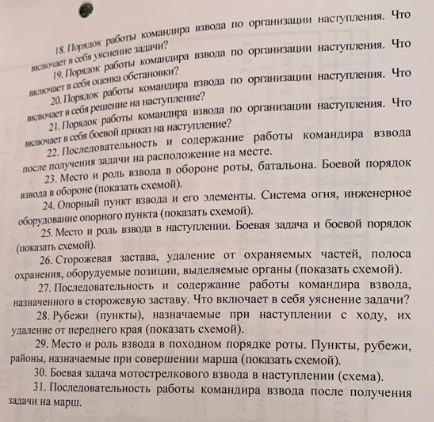 18. Порядок работы командира взвода по организации наступления. Что
включает в себя уяснение задачи?
19. Порядок работы командира взвода по организации наступления. Что
включает в себя оценка обстановки?
20. Порядок работы командира взвода по организации наступления. Что
включает в себя решение на наступление?
21. Порядок работы командира взвода по организации наступления. Что
включает в себя боевой приказ на наступление?
22. Последовательность и содержание работы командира взвода
после получения задачи на расположение на месте.
23. Место и роль взвода в обороне роты, батальона. Боевой порядок
взвода в обороне (показать схемой).
24. Опорный пункт взвода и его элементы. Система огня, инженерное
оборудование опорного пункта (показать схемой).
25. Место и роль взвода в наступлении. Боевая задача и боевой порядок
(показать схемой).
26. Сторожевая застава, удаление от охраняемых частей, полоса
охранения, оборудуемые позиции, выделяемые органы (показать схемой).
27. Последовательность и содержание работы командира взвода,
назначенного в сторожевую заставу. Что включает в себя уяснение задачи?
28. Рубежи (пункты), назначаемые при наступлении с ходу, их
удаление от переднего края (показать схемой).
29. Место и роль взвода в походном порядке роты. Пункты, рубежи,
районы, назначаемые при совершении марша (показать схемой).
30. Боевая задача мотострелкового взвода в наступлении (схема).
31. Последовательность работы командира взвода после получения
задачи на марш.